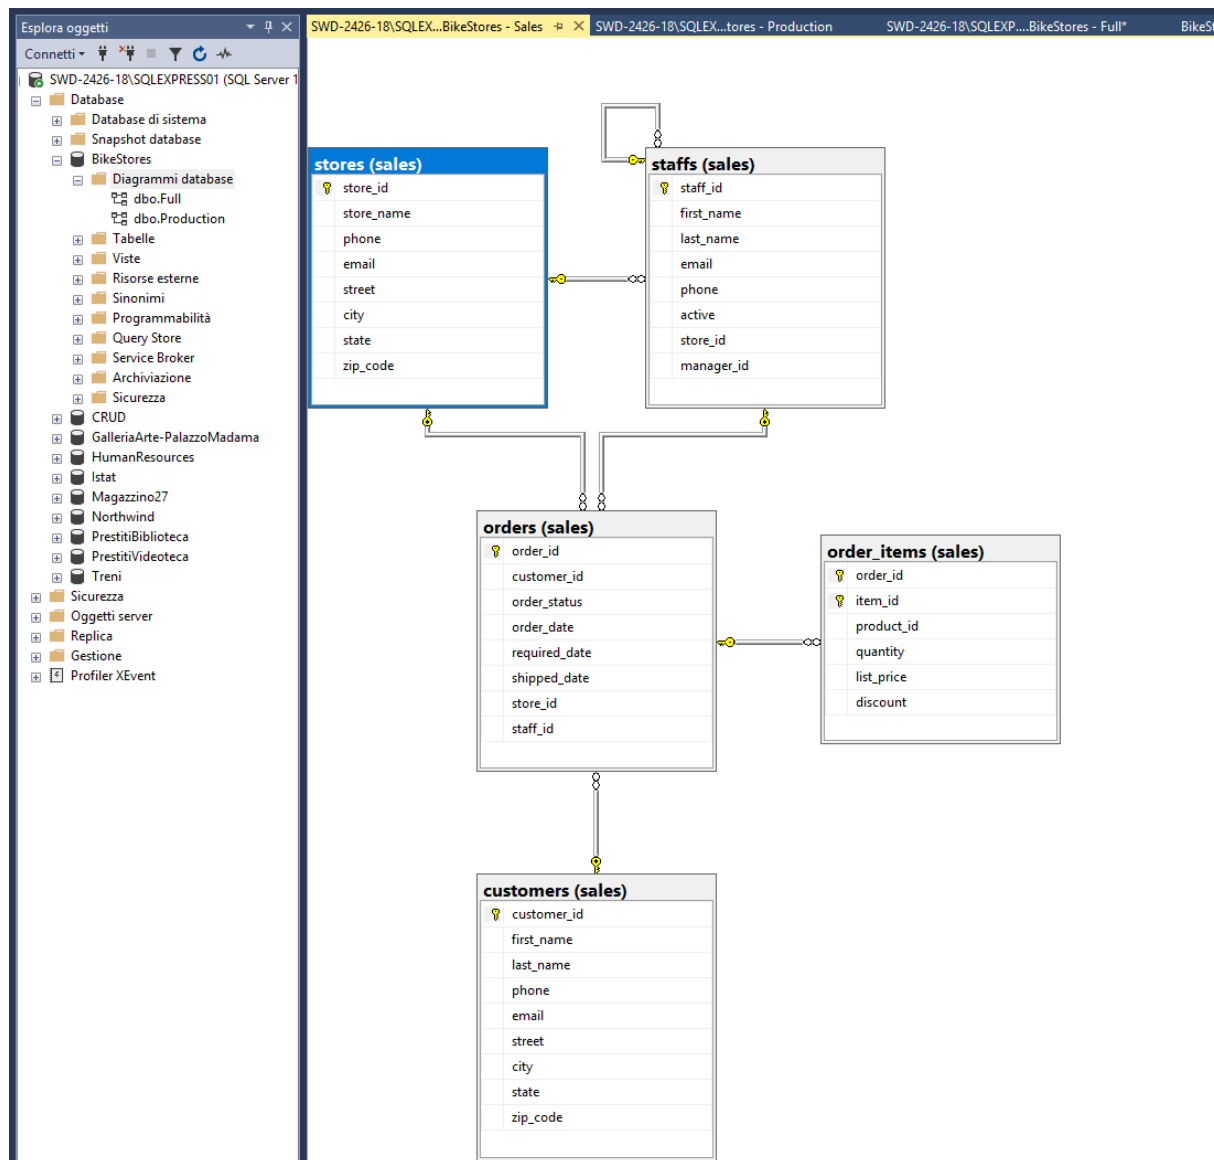 Esplora oggetti
Connetti
SWD-2426-18\SQLEXPRESS01 (SQL Server 1
Database
Database di sistema
Snapshot database
BikeStores
Diagrammi database
dbo.Full
dbo.Production
Tabelle
Viste
Risorse esterne
Sinonimi
Programmabilità
Query Store
Service Broker
Archiviazione
Sicurezza
CRUD
GalleriaArte-PalazzoMadama
HumanResources
Istat
Magazzino27
Northwind
PrestitiBiblioteca
PrestitiVideoteca
Treni
Sicurezza
Oggetti server
Replica
Gestione
Profiler XEvent
SWD-2426-18\SQLEX...BikeStores - Sales
SWD-2426-18\SQLEX...tores - Production
SWD-2426-18\SQLEXP....BikeStores - Full*
BikeSt
stores (sales)
store_id
store_name
phone
email
street
city
state
zip_code
staffs (sales)
staff_id
first_name
last_name
email
phone
active
store_id
manager_id
orders (sales)
order_id
customer_id
order_status
order_date
required_date
shipped_date
store_id
staff_id
order_items (sales)
order_id
item_id
product_id
quantity
list_price
discount
customers (sales)
customer_id
first_name
last_name
phone
email
street
city
state
zip_code